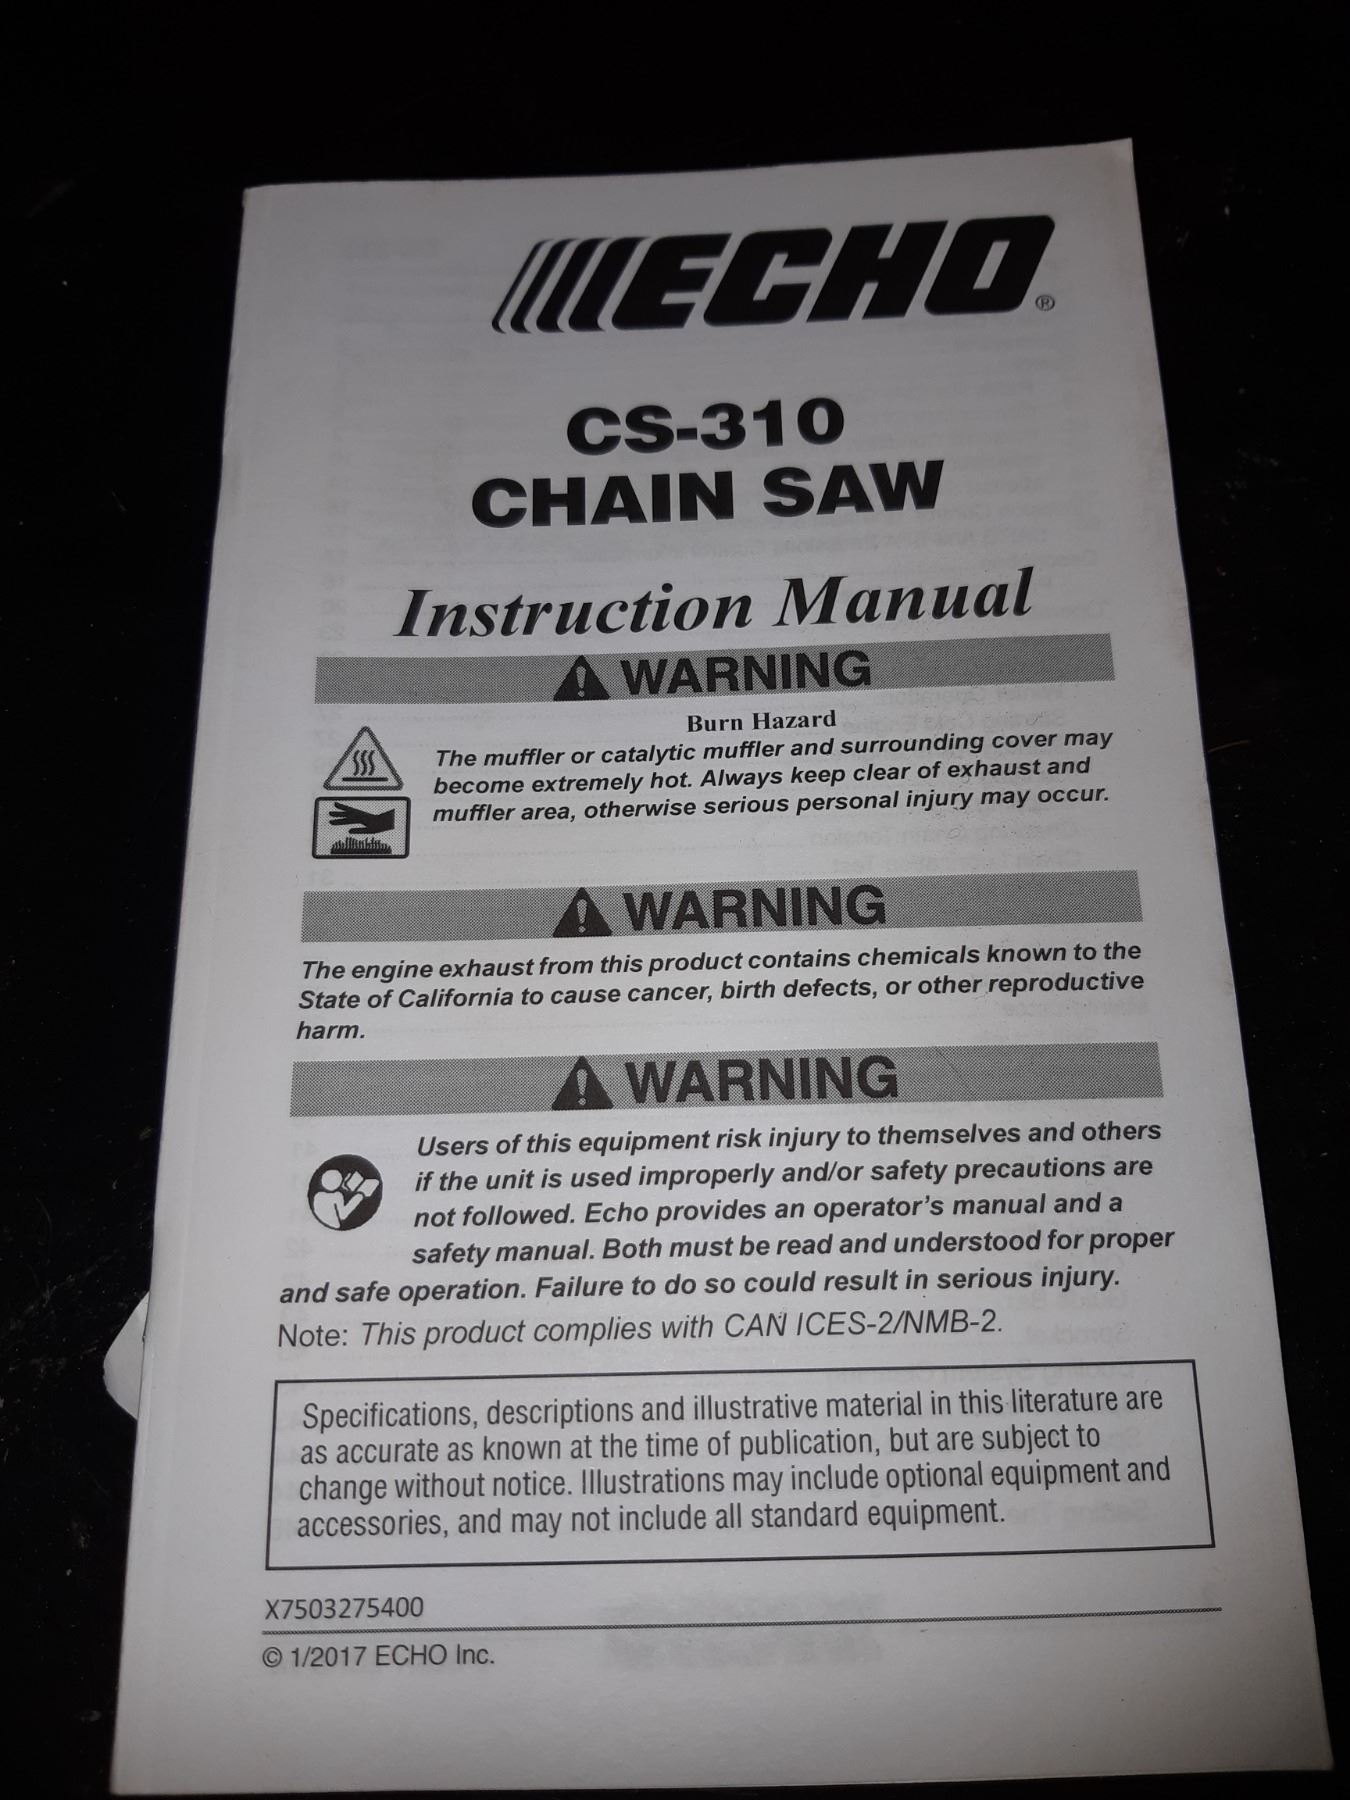 ECHO®
CS-310
CHAIN SAW
Instruction Manual
WARNING
Burn Hazard
The muffler or catalytic muffler and surrounding cover may
become extremely hot. Always keep clear of exhaust and
muffler area, otherwise serious personal injury may occur.
WARNING
The engine exhaust from this product contains chemicals known to the
State of California to cause cancer, birth defects, or other reproductive
harm.
WARNING
Users of this equipment risk injury to themselves and others
if the unit is used improperly and/or safety precautions are
not followed. Echo provides an operator's manual and a
safety manual. Both must be read and understood for proper
and safe operation. Failure to do so could result in serious injury.
Note: This product complies with CAN ICES-2/NMB-2.
Specifications, descriptions and illustrative material in this literature are
as accurate as known at the time of publication, but are subject to
change without notice. Illustrations may include optional equipment and
accessories, and may not include all standard equipment.
X7503275400
© 1/2017 ECHO Inc.